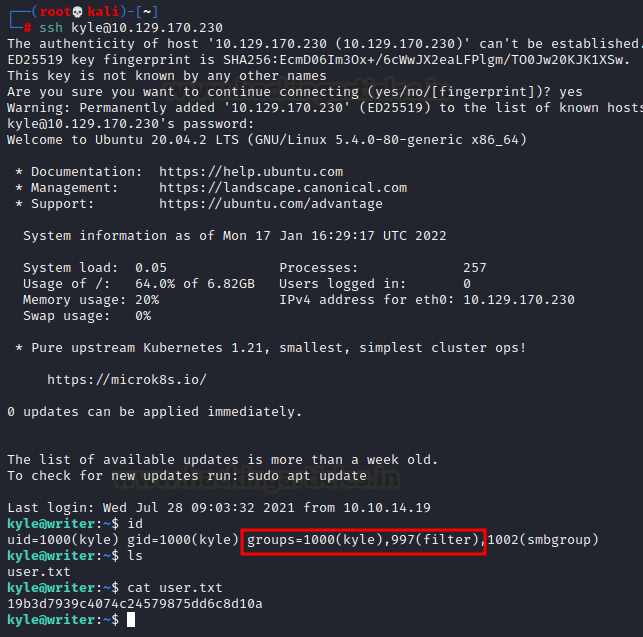 ┌──(root💀kali)-[~]
└─# ssh kyle@10.129.170.230
The authenticity of host '10.129.170.230 (10.129.170.230)' can't be established.
ED25519 key fingerprint is SHA256:EcmD06Im3Ox+/6cWwJX2eaLFPlgm/TO0Jw20KJK1XSw.
This key is not known by any other names
Are you sure you want to continue connecting (yes/no/[fingerprint])? yes
Warning: Permanently added '10.129.170.230' (ED25519) to the list of known hosts
kyle@10.129.170.230's password:
Welcome to Ubuntu 20.04.2 LTS (GNU/Linux 5.4.0-80-generic x86_64)
* Documentation: https://help.ubuntu.com
* Management: https://landscape.canonical.com
* Support: https://ubuntu.com/advantage
System information as of Mon 17 Jan 16:29:17 UTC 2022
System load: 0.05 Processes: 257
Usage of /: 64.0% of 6.82GB Users logged in: 0
Memory usage: 20% IPv4 address for eth0: 10.129.170.230
Swap usage: 0%
* Pure upstream Kubernetes 1.21, smallest, simplest cluster ops!
https://microk8s.io/
0 updates can be applied immediately.
The list of available updates is more than a week old.
To check for new updates run: sudo apt update
www.hackingarticles.in
Last login: Wed Jul 28 09:03:32 2021 from 10.10.14.19
kyle@writer:~$ id
uid=1000(kyle) gid=1000(kyle) groups=1000(kyle),997(filter),1002(smbgroup)
kyle@writer:~$ ls
user.txt
kyle@writer:~$ cat user.txt
19b3d7939c4074c24579875dd6c8d10a
kyle@writer:~$